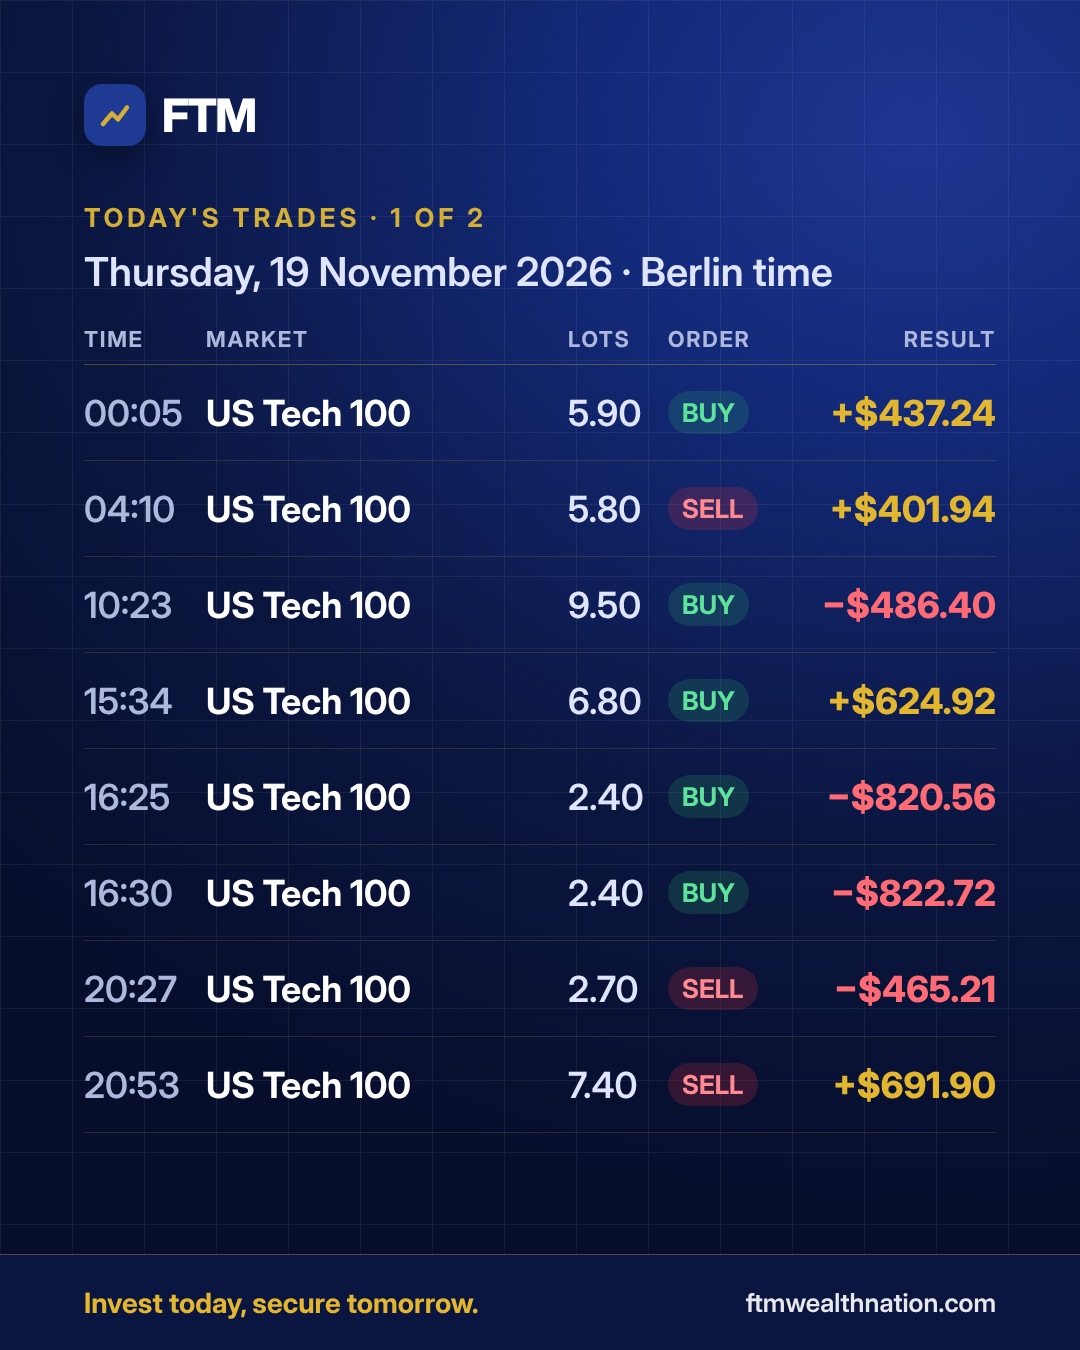 FTM
TODAY'S TRADES · 1 OF 2
Thursday, 19 November 2026 · Berlin time
TIME MARKET LOTS ORDER RESULT
00:05 US Tech 100 5.90 BUY +$437.24
04:10 US Tech 100 5.80 SELL +$401.94
10:23 US Tech 100 9.50 BUY −$486.40
15:34 US Tech 100 6.80 BUY +$624.92
16:25 US Tech 100 2.40 BUY −$820.56
16:30 US Tech 100 2.40 BUY −$822.72
20:27 US Tech 100 2.70 SELL −$465.21
20:53 US Tech 100 7.40 SELL +$691.90
Invest today, secure tomorrow. ftmwealthnation.com